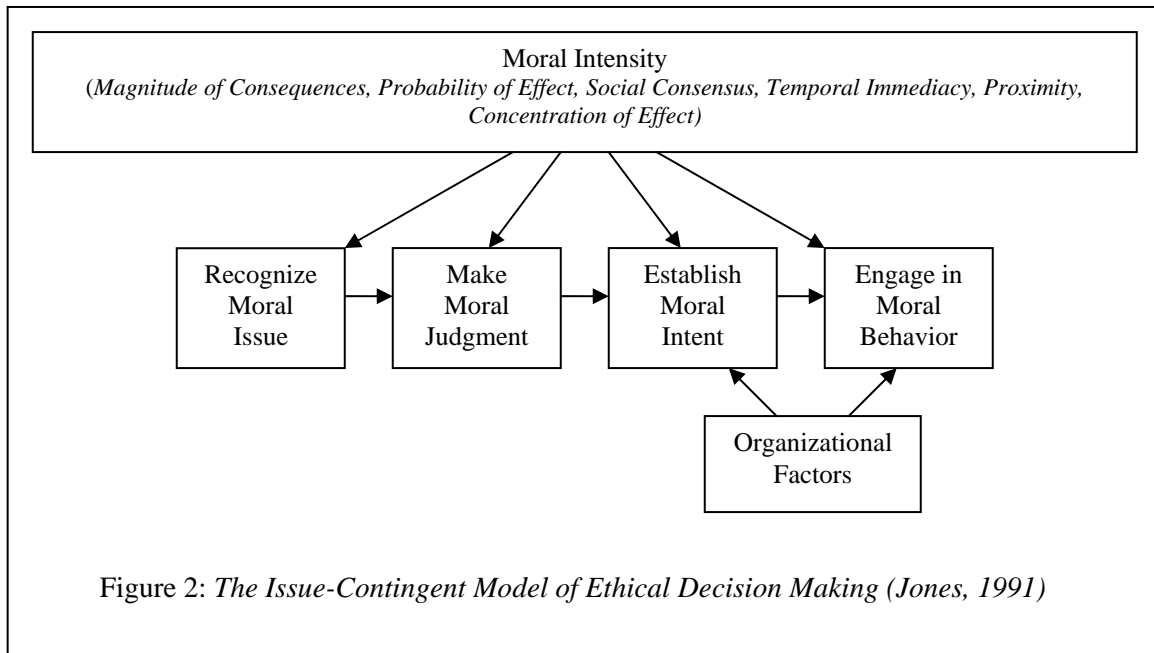 Moral Intensity
(Magnitude of Consequences, Probability of Effect, Social Consensus, Temporal Immediacy, Proximity,
Concentration of Effect)
Recognize
Moral
Issue
Make
Moral
Judgment
Establish
Moral
Intent
Engage in
Moral
Behavior
Organizational
Factors
Figure 2: The Issue-Contingent Model of Ethical Decision Making (Jones, 1991)